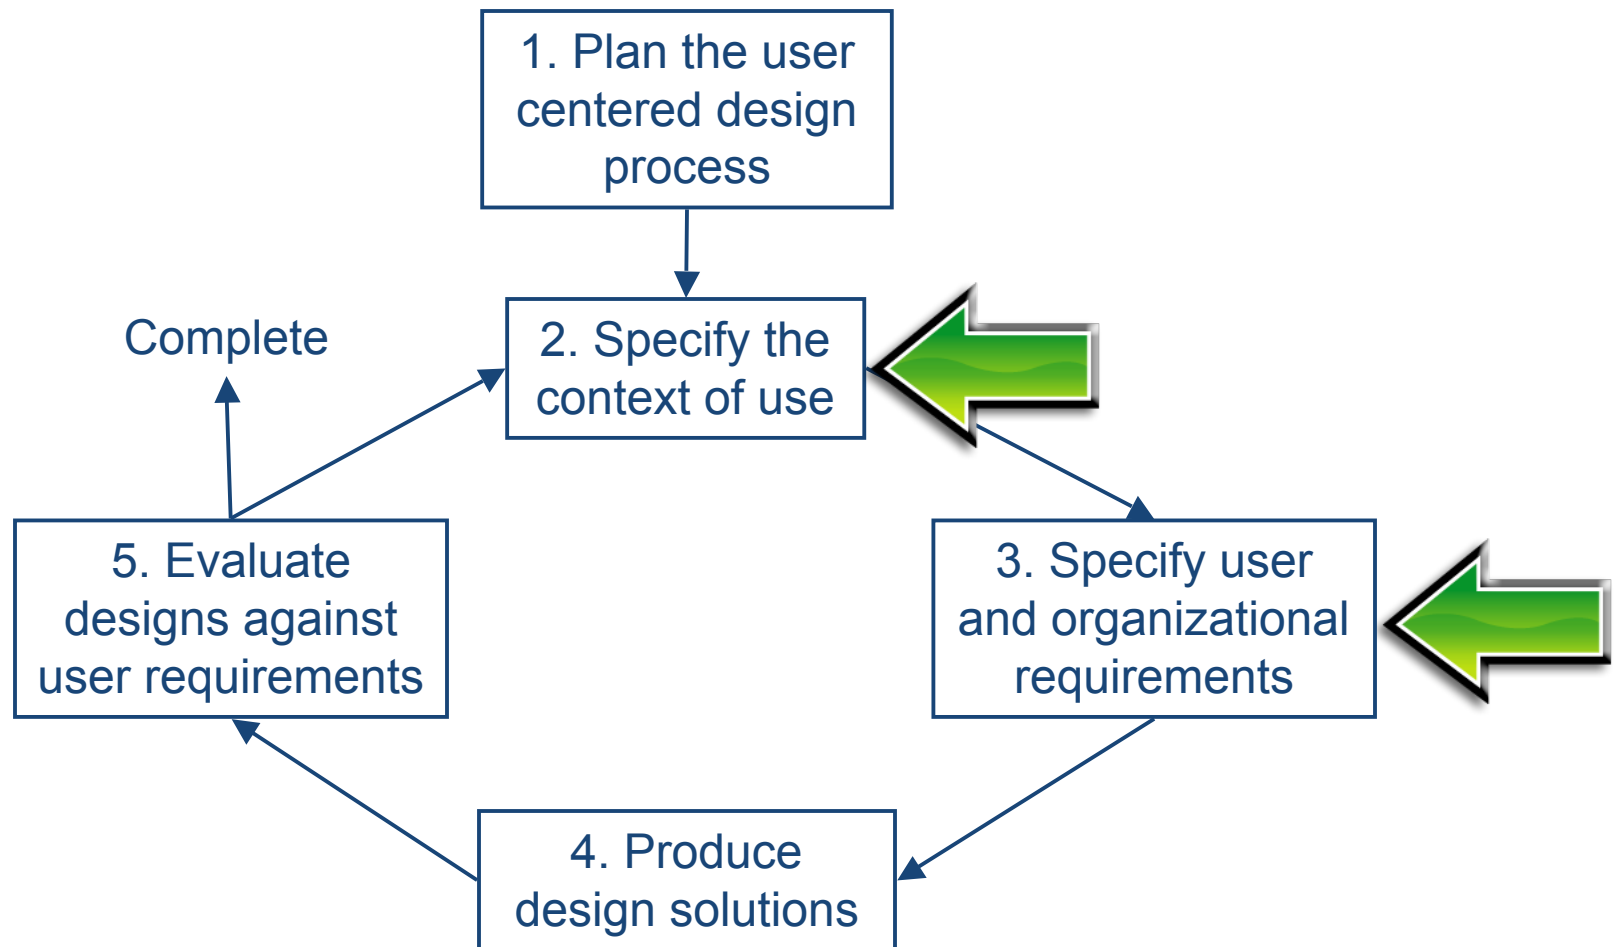 1. Plan the user
centered design
process
Complete
2. Specify the
context of use
5. Evaluate
designs against
user requirements
3. Specify user
and organizational
requirements
4. Produce
design solutions